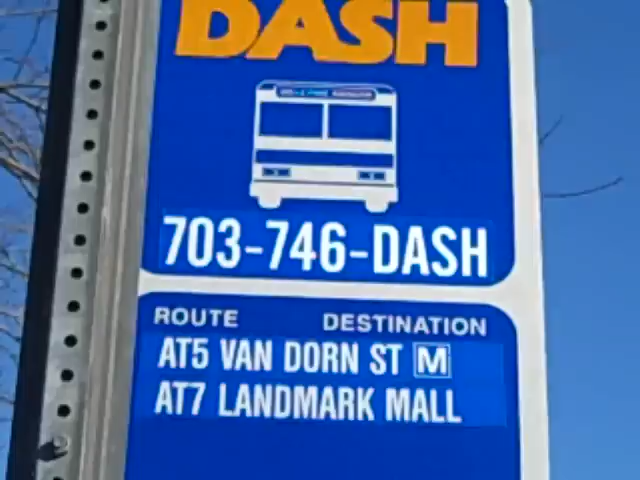 DASH
703-746-DASH
ROUTE DESTINATION
AT5 VAN DORN ST M
AT7 LANDMARK MALL